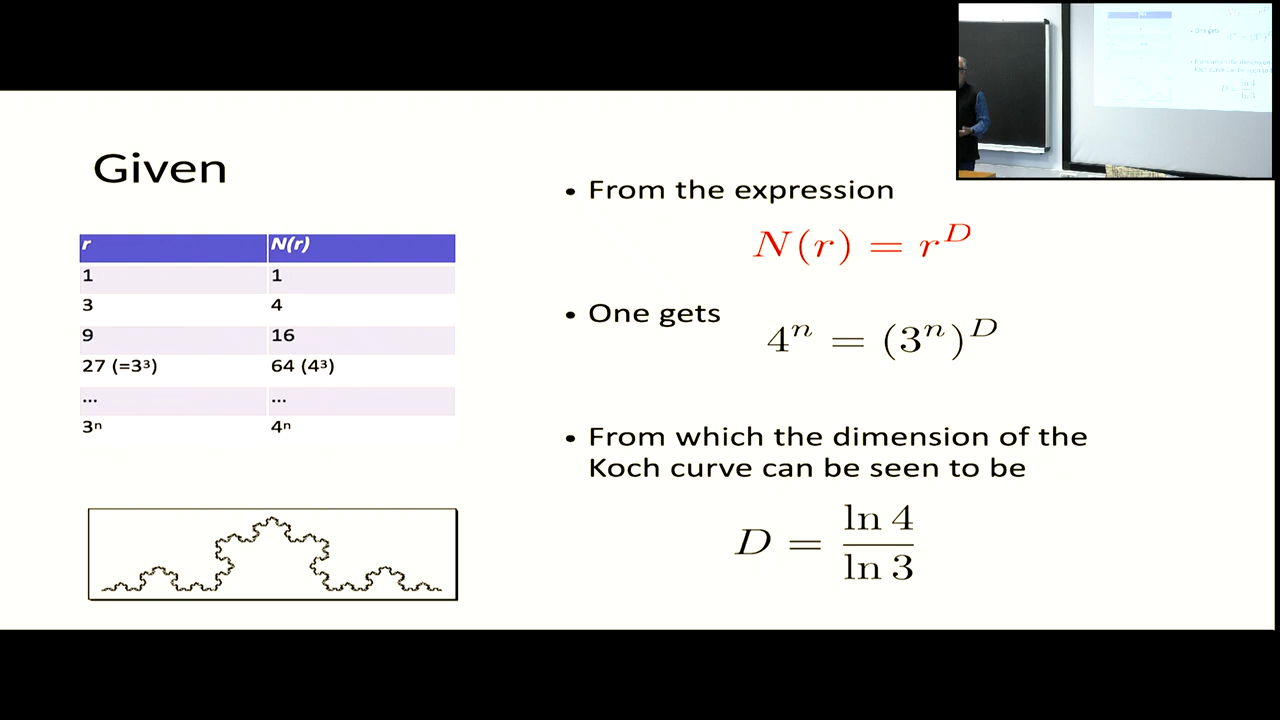 Given
r N(r)
1 1
3 4
9 16
27 (=3³) 64 (4³)
... ...
3ⁿ 4ⁿ
• From the expression
N(r) = r^D
• One gets
4ⁿ = (3ⁿ)^D
• From which the dimension of the
Koch curve can be seen to be
D = ln 4 / ln 3